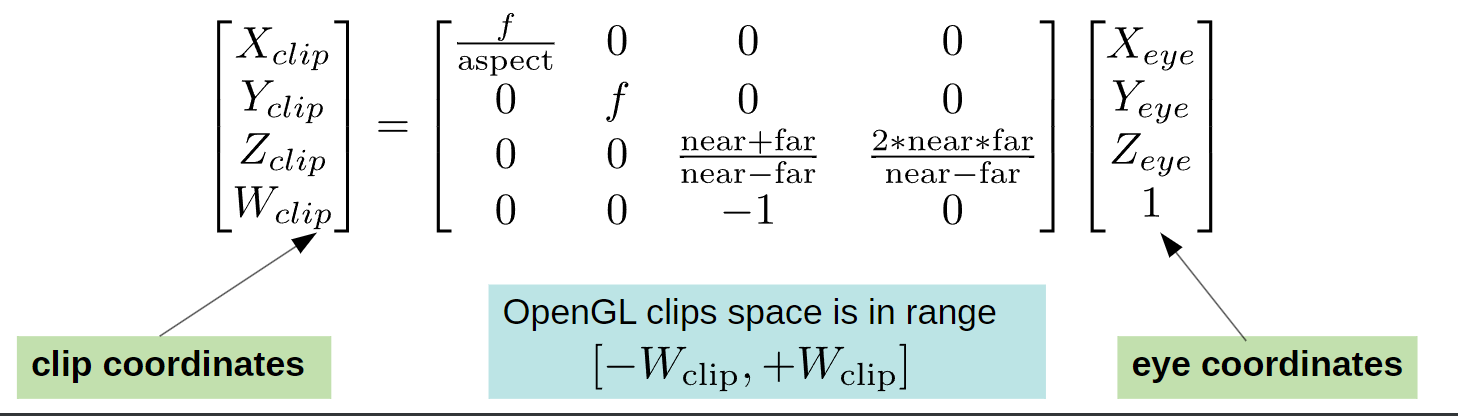 \begin{bmatrix} X_{clip} \\ Y_{clip} \\ Z_{clip} \\ W_{clip} \end{bmatrix} = \begin{bmatrix} \frac{f}{\text{aspect}} & 0 & 0 & 0 \\ 0 & f & 0 & 0 \\ 0 & 0 & \frac{\text{near}+\text{far}}{\text{near}-\text{far}} & \frac{2*\text{near}*\text{far}}{\text{near}-\text{far}} \\ 0 & 0 & -1 & 0 \end{bmatrix} \begin{bmatrix} X_{eye} \\ Y_{eye} \\ Z_{eye} \\ 1 \end{bmatrix}
OpenGL clips space is in range
[-W_{\text{clip}}, +W_{\text{clip}}]
clip coordinates
eye coordinates